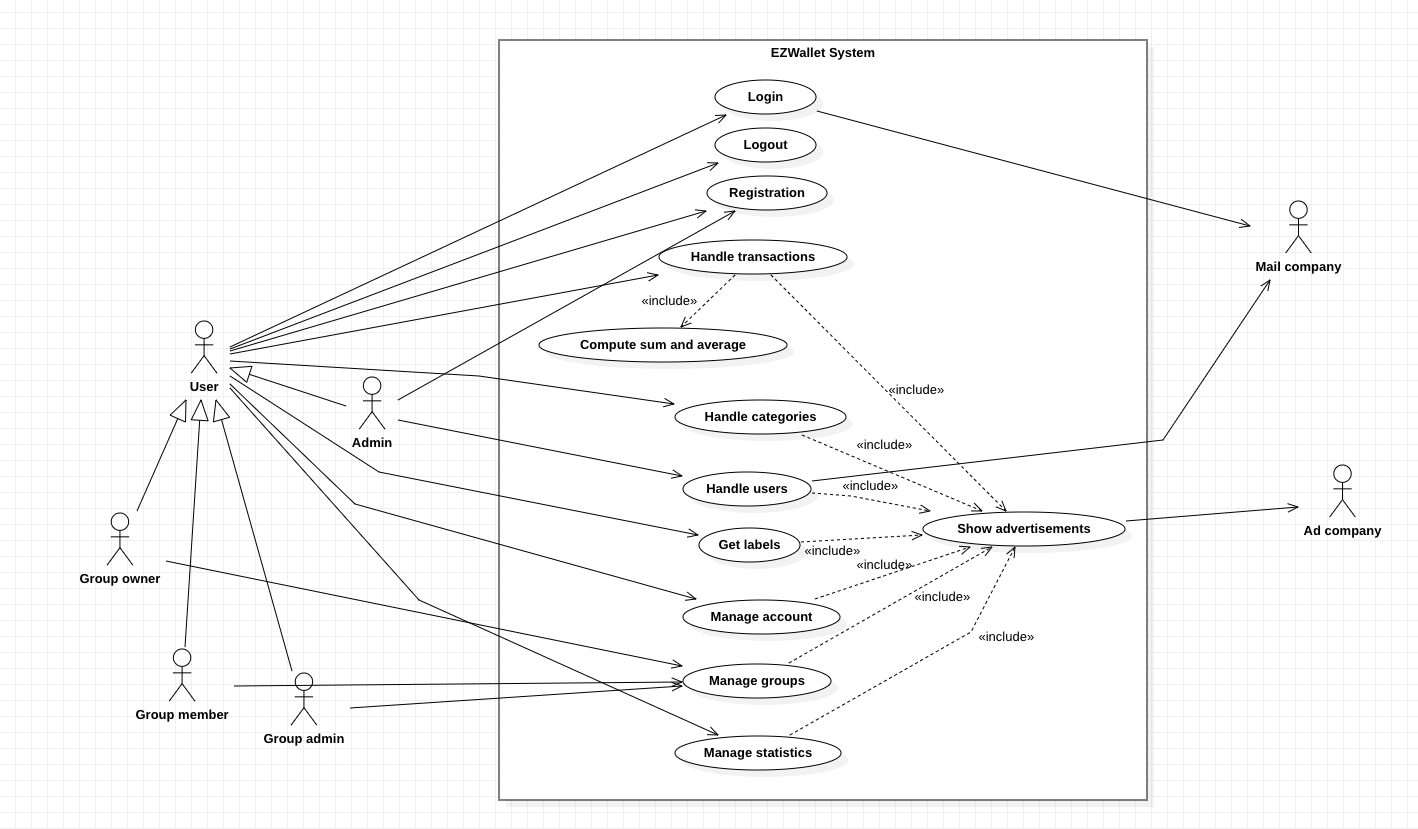 EZWallet System
Login
Logout
Registration
Handle transactions
«include»
Compute sum and average
«include»
Handle categories
«include»
Handle users
«include»
Get labels
«include»
Show advertisements
«include»
Manage account
«include»
Manage groups
«include»
Manage statistics
User
Admin
Group owner
Group member
Group admin
Mail company
Ad company